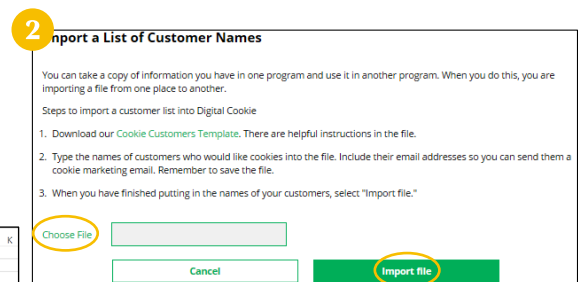 2
mport a List of Customer Names
You can take a copy of information you have in one program and use it in another program. When you do this, you are
importing a file from one place to another.
Steps to import a customer list into Digital Cookie
1. Download our Cookie Customers Template. There are helpful instructions in the file.
2. Type the names of customers who would like cookies into the file. Include their email addresses so you can send them a
cookie marketing email. Remember to save the file.
3. When you have finished putting in the names of your customers, select "Import file."
Choose File
K
Cancel Import file